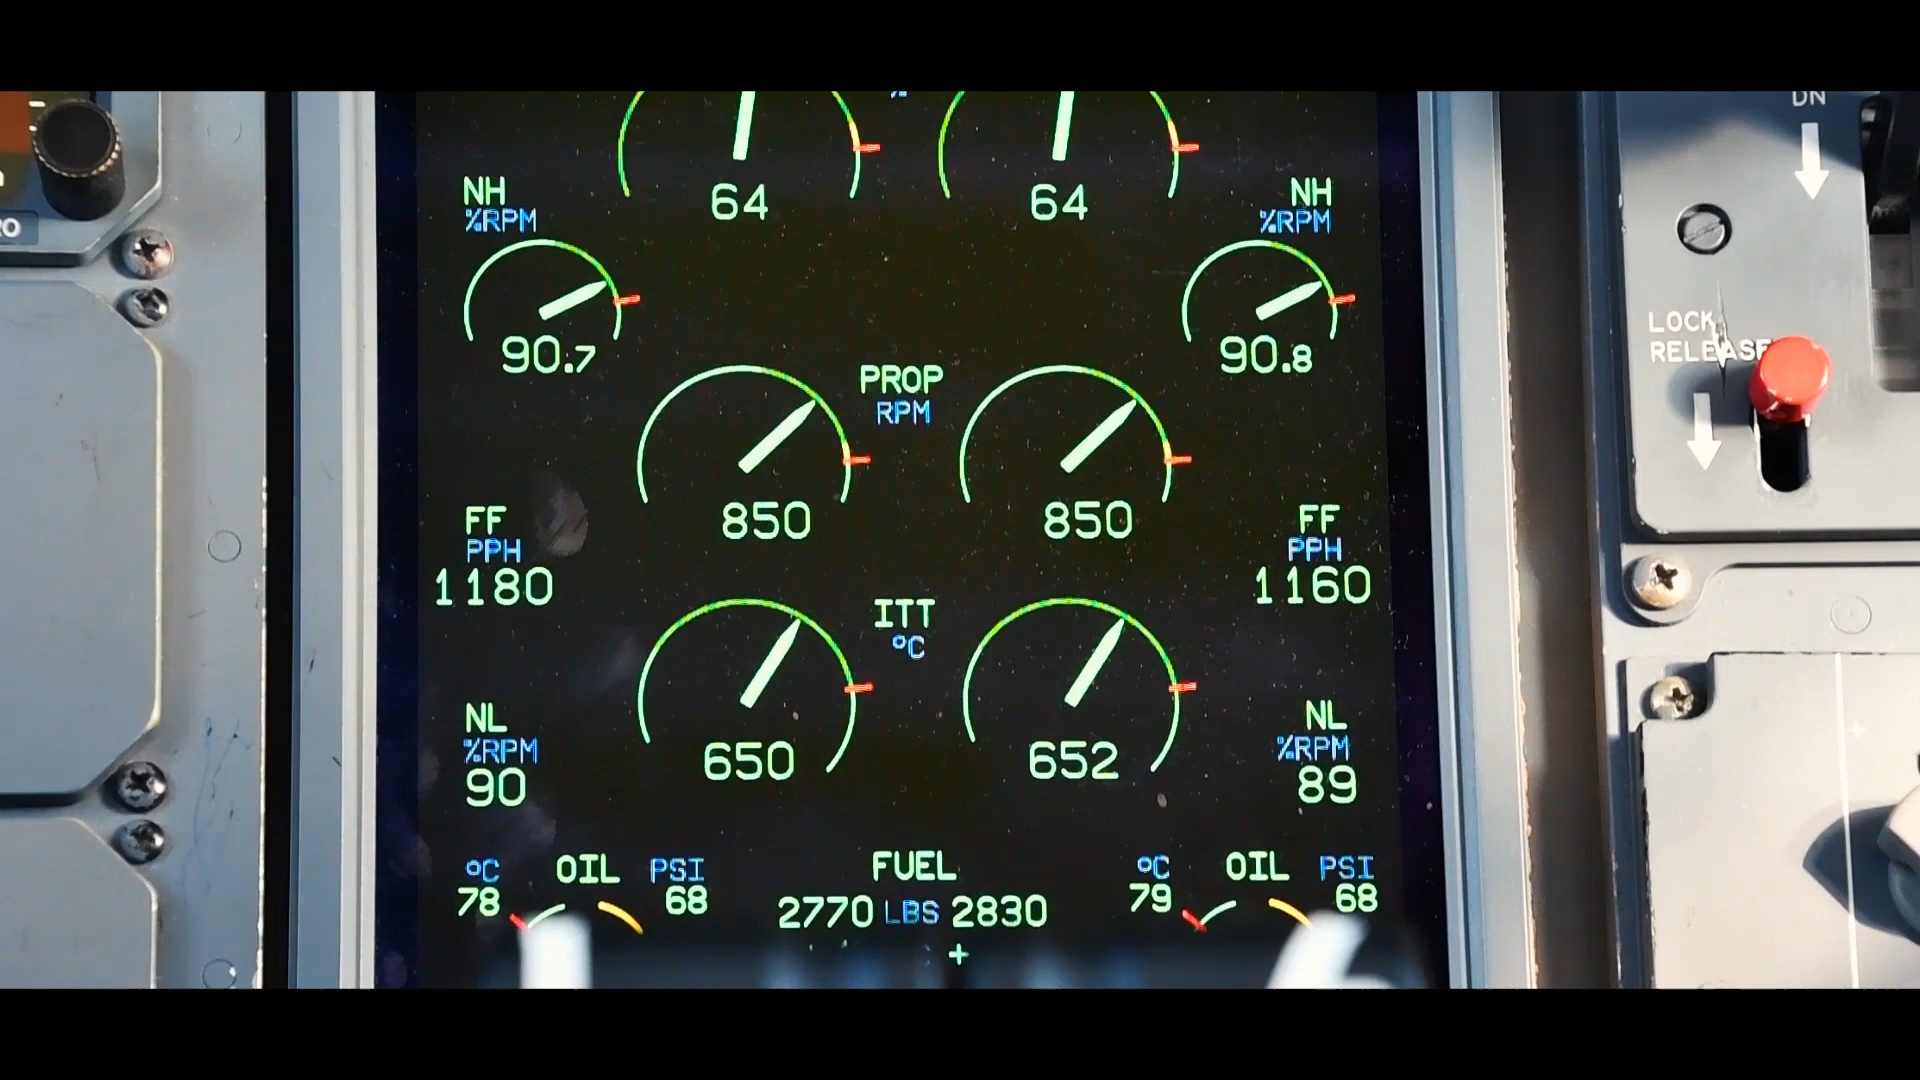 %
DN
64 64
NH NH
%RPM %RPM
90.7 90.8
LOCK
RELEASE
PROP
RPM
850 850
FF FF
PPH PPH
1180 1160
ITT
°C
650 652
NL NL
%RPM %RPM
90 89
°C OIL PSI FUEL °C OIL PSI
78 68 2770 LBS 2830 79 68
+